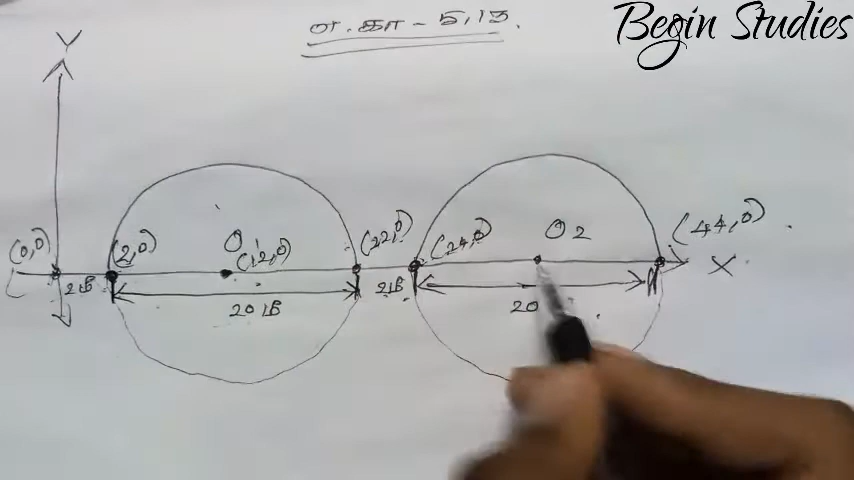 எ.கா - 5.13.
Begin Studies
Y
(0,0)
(2,0)
O
(12,0)
(22,0)
(24,0)
O2
(44,0)
X
2மீ
20மீ
2மீ
20